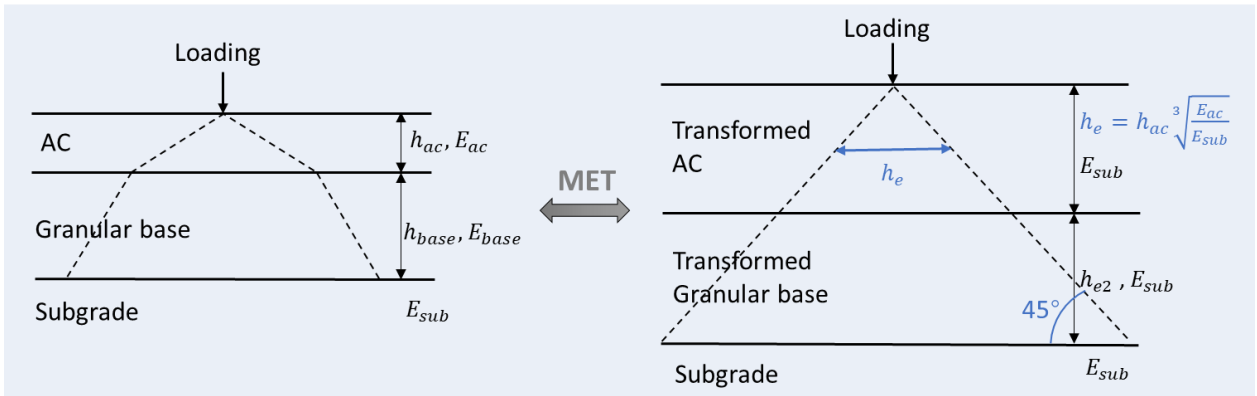 Loading
AC
h_ac, E_ac
Granular base
h_base, E_base
Subgrade
E_sub
MET
Loading
Transformed
AC
h_e = h_ac ∛(E_ac/E_sub)
h_e
E_sub
Transformed
Granular base
h_e2 , E_sub
45°
Subgrade
E_sub